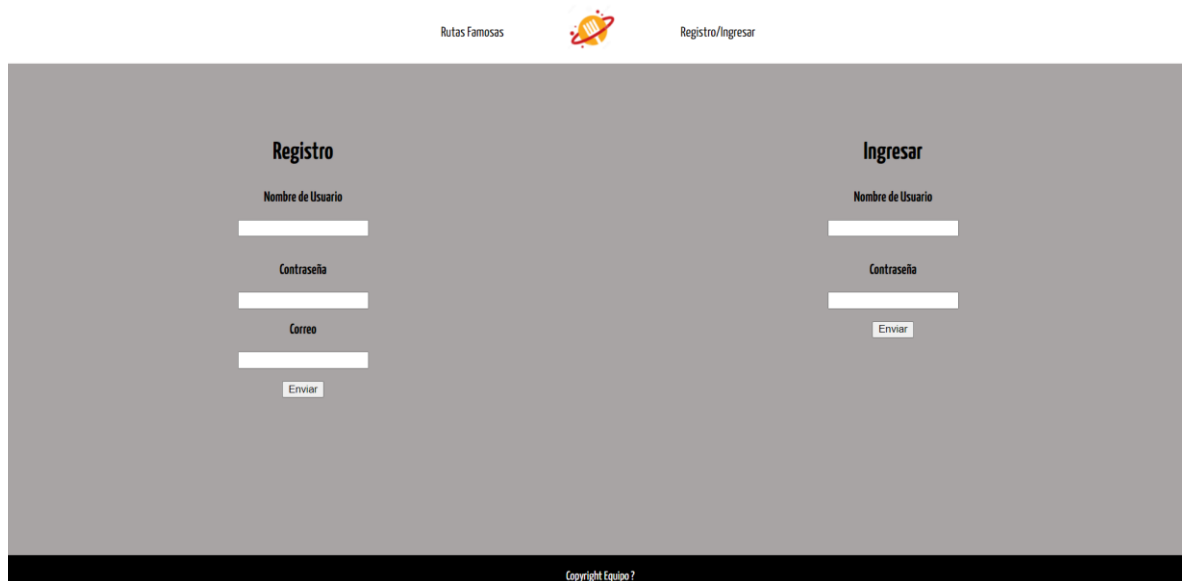 Rutas Famosas
Registro/Ingresar
Registro
Nombre de Usuario
Contraseña
Correo
Enviar
Ingresar
Nombre de Usuario
Contraseña
Enviar
Copyright Equipo ?